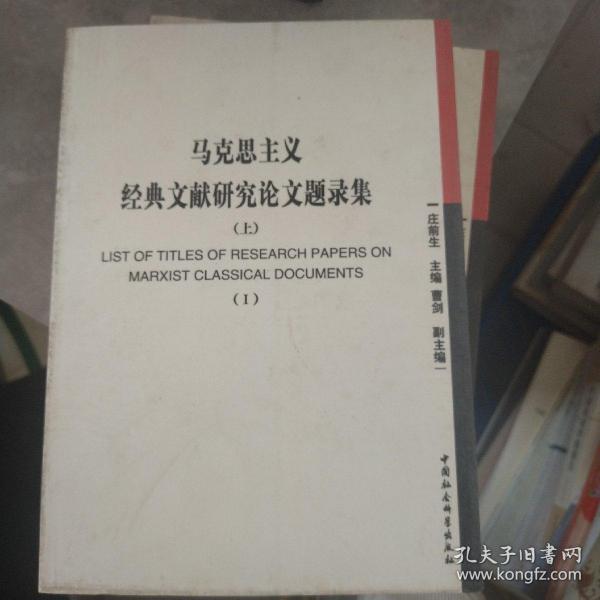 马克思主义
经典文献研究论文题录集
（上）
LIST OF TITLES OF RESEARCH PAPERS ON
MARXIST CLASSICAL DOCUMENTS
（I）
庄前生 主编 曹剑 副主编
中国社会科学出版社
孔夫子旧书网
www.kongfz.com